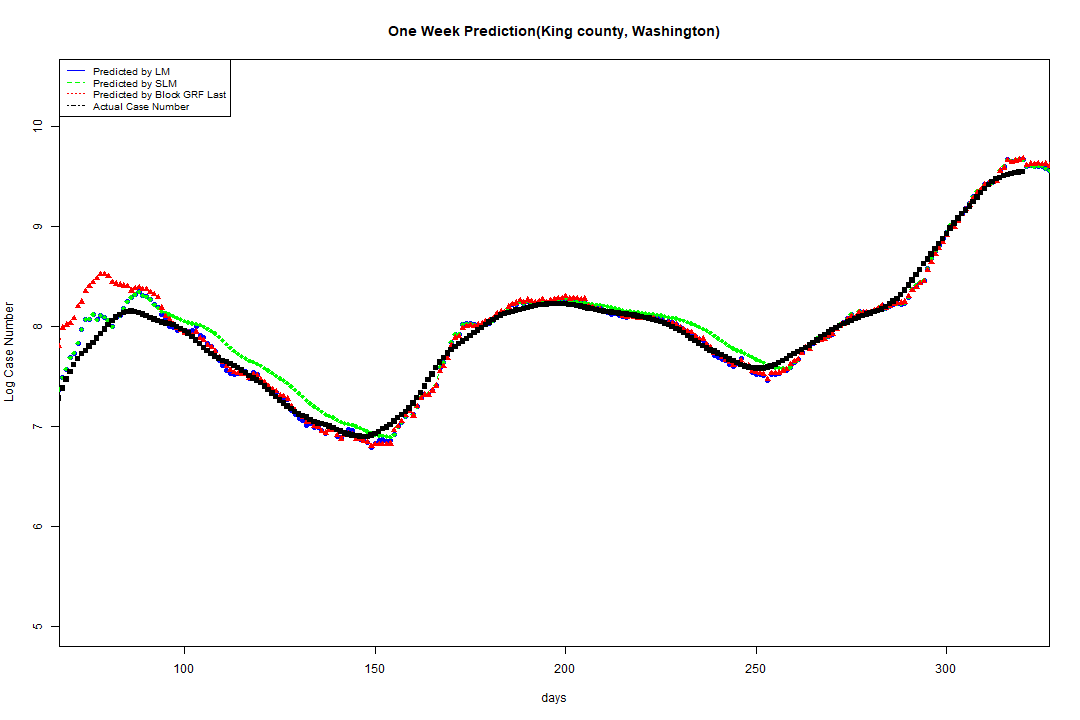 One Week Prediction(King county, Washington)
Predicted by LM
Predicted by SLM
Predicted by Block GRF Last
Actual Case Number
Log Case Number
10
9
8
7
6
5
100 150 200 250 300
days